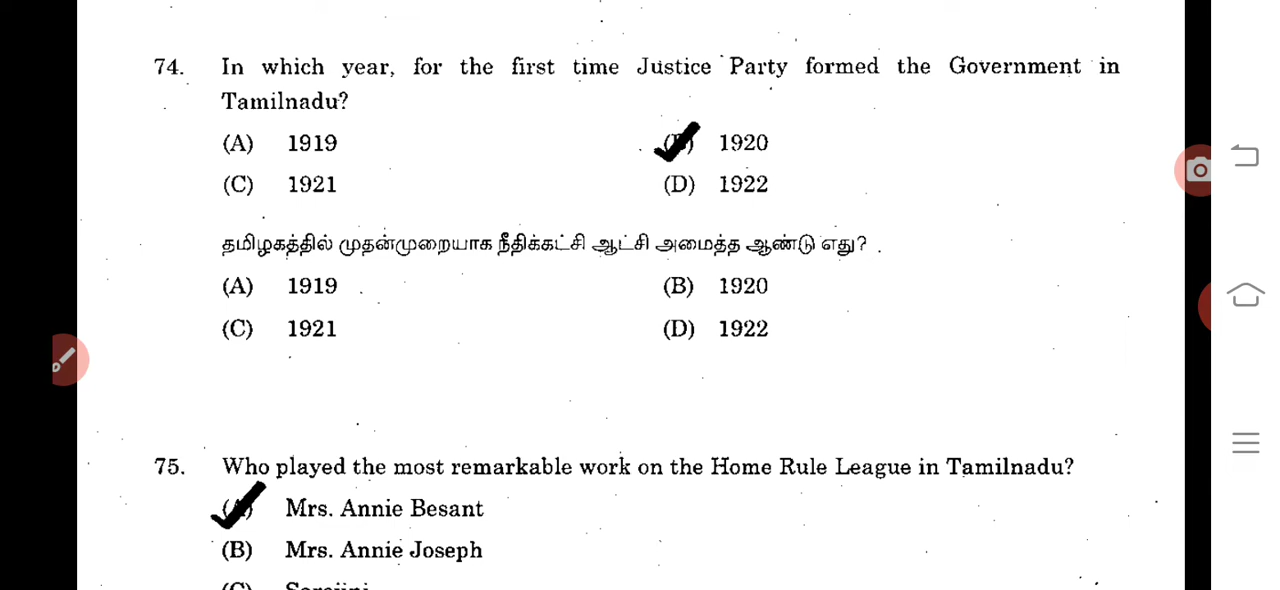 74. In which year, for the first time Justice Party formed the Government in
Tamilnadu?
(A) 1919
(B) 1920
(C) 1921
(D) 1922
தமிழகத்தில் முதன்முறையாக நீதிக்கட்சி ஆட்சி அமைத்த ஆண்டு எது?
(A) 1919
(B) 1920
(C) 1921
(D) 1922
75. Who played the most remarkable work on the Home Rule League in Tamilnadu?
(A) Mrs. Annie Besant
(B) Mrs. Annie Joseph
(C) Sarojini